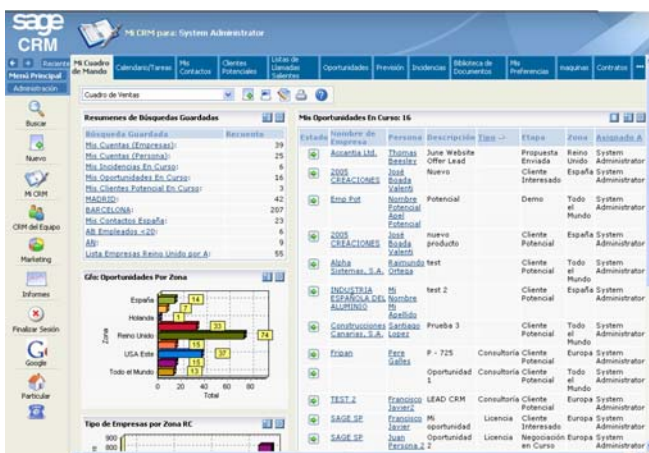 sage
CRM
Mi CRM para: System Administrator
Reciente
Menú Principal
Administración
Buscar
Nuevo
Mi CRM
CRM del Equipo
Marketing
Informes
Finalizar Sesión
Google
Particular
Mi Cuadro
de Mando
Calendario/Tareas
Mis
Contactos
Clientes
Potenciales
Listas de
Llamadas
Salientes
Oportunidades
Previsión
Incidencias
Biblioteca de
Documentos
Mis
Preferencias
maquinas
Contratos
Cuadro de Ventas
Resumenes de Búsquedas Guardadas
Búsqueda Guardada Recuento
Mis Cuentas (Empresas): 39
Mis Cuentas (Persona): 25
Mis Incidencias En Curso: 6
Mis Oportunidades En Curso: 16
Mis Clientes Potencial En Curso: 3
MADRID: 42
BARCELONA: 207
Mis Contactos España: 23
AB Empleados <20: 6
AN: 9
Lista Empresas Reino Unido por A: 55
Gfo: Oportunidades Por Zona
Zona
España
Holanda
Reino Unido
USA Este
Todo el Mundo
14
7
1
33
74
15
37
15
13
0 20 40 60 80
Total
Tipo de Empresas por Zona RC
900
800
Mis Oportunidades En Curso: 16
Estado Nombre de Empresa Persona Descripción Tipo -> Etapa Zona Asignado A
Accentia Ltd. Thomas Beesley June Website Offer Lead Propuesta Enviada Reino Unido System Administrator
2005 CREACIONES José Boada Valenti Nuevo Cliente Interesado España System Administrator
Emp Pot Nombre Potencial Apel Potencial Potencial Demo Todo el Mundo System Administrator
2005 CREACIONES José Boada Valenti nuevo producto Cliente Potencial España System Administrator
Alpha Sistemas, S.A. Raimundo Ortega test Cliente Potencial Todo el Mundo System Administrator
INDUSTRIA ESPAÑOLA DEL ALUMINIO Mi Nombre Mi Apellido test 2 Cliente Potencial España System Administrator
Construcciones Canarias, S.A. Santiago Lopez Prueba 3 Cliente Potencial Todo el Mundo System Administrator
Fripan Pere Galles P - 725 Consultoría Cliente Potencial Europa System Administrator
Oportunidad 1 Cliente Potencial Todo el Mundo System Administrator
TEST 2 Francisco Javier2 LEAD CRM Consultoría Cliente Potencial Europa System Administrator
SAGE SP Francisco Javier Mi oportunidad Licencia Cliente Interesado Europa System Administrator
SAGE SP Juan Persona 2 Oportunidad 2 Licencia Negociación en Curso Europa System Administrator